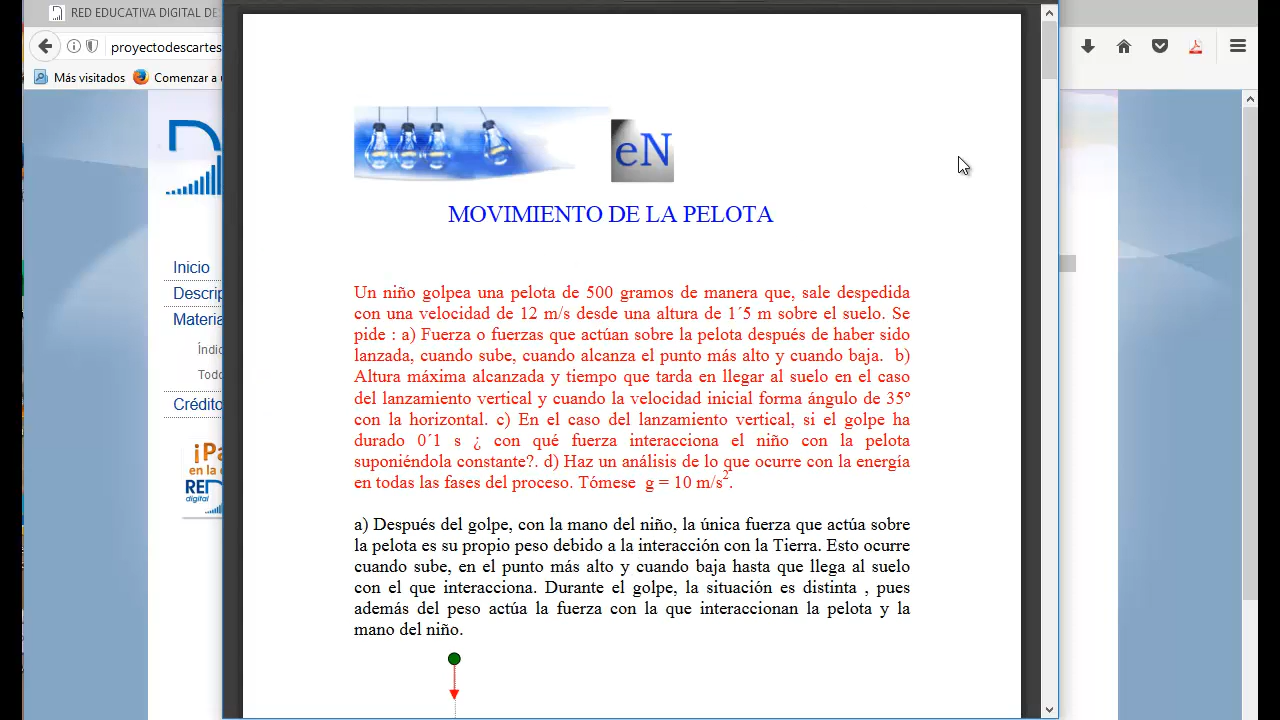 RED EDUCATIVA DIGITAL DE
proyectodescartes
Más visitados
Comenzar a u
eN
MOVIMIENTO DE LA PELOTA
Un niño golpea una pelota de 500 gramos de manera que, sale despedida
con una velocidad de 12 m/s desde una altura de 1´5 m sobre el suelo. Se
pide : a) Fuerza o fuerzas que actúan sobre la pelota después de haber sido
lanzada, cuando sube, cuando alcanza el punto más alto y cuando baja. b)
Altura máxima alcanzada y tiempo que tarda en llegar al suelo en el caso
del lanzamiento vertical y cuando la velocidad inicial forma ángulo de 35º
con la horizontal. c) En el caso del lanzamiento vertical, si el golpe ha
durado 0´1 s ¿ con qué fuerza interacciona el niño con la pelota
suponiéndola constante?. d) Haz un análisis de lo que ocurre con la energía
en todas las fases del proceso. Tómese g = 10 m/s².
a) Después del golpe, con la mano del niño, la única fuerza que actúa sobre
la pelota es su propio peso debido a la interacción con la Tierra. Esto ocurre
cuando sube, en el punto más alto y cuando baja hasta que llega al suelo
con el que interacciona. Durante el golpe, la situación es distinta , pues
además del peso actúa la fuerza con la que interaccionan la pelota y la
mano del niño.
Inicio
Descrip
Materia
Índi
Todo
Crédito
¡Pa
en la c
RED
digital